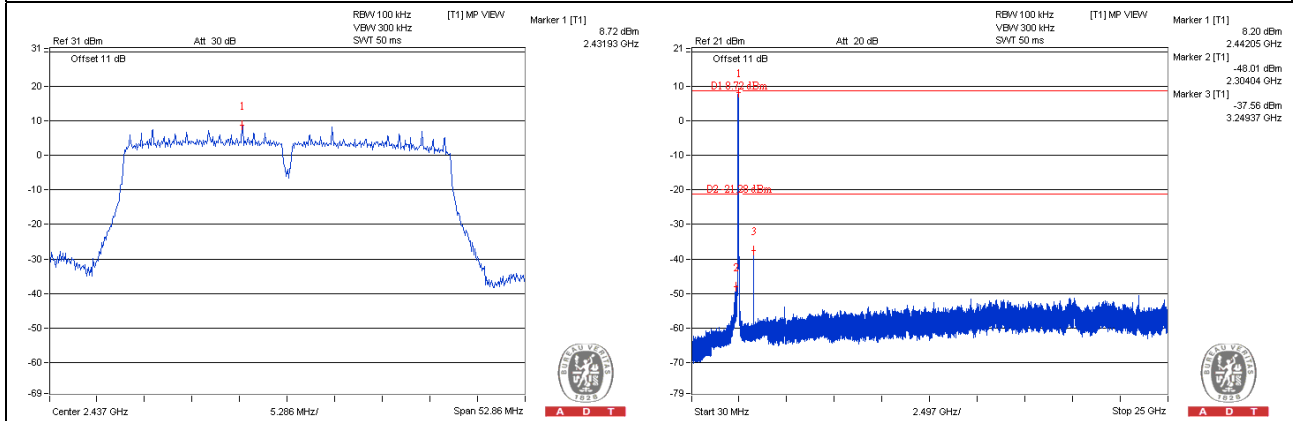 RBW 100 kHz
VBW 300 kHz
SWT 50 ms
[T1] MP VIEW
Ref 31 dBm
Att 30 dB
Offset 11 dB
Marker 1 [T1]
8.72 dBm
2.43193 GHz
31
20
10
0
-10
-20
-30
-40
-50
-60
-69
1
Center 2.437 GHz
5.286 MHz/
Span 52.86 MHz
BUREAU VERITAS
1828
A D T
RBW 100 kHz
VBW 300 kHz
SWT 50 ms
[T1] MP VIEW
Ref 21 dBm
Att 20 dB
Offset 11 dB
Marker 1 [T1]
8.20 dBm
2.44205 GHz
Marker 2 [T1]
-48.01 dBm
2.30404 GHz
Marker 3 [T1]
-37.56 dBm
3.24937 GHz
21
10
0
-10
-20
-30
-40
-50
-60
-70
-79
1
D1 8.72 dBm
D2 -21.28 dBm
3
2
Start 30 MHz
2.497 GHz/
Stop 25 GHz
BUREAU VERITAS
1828
A D T